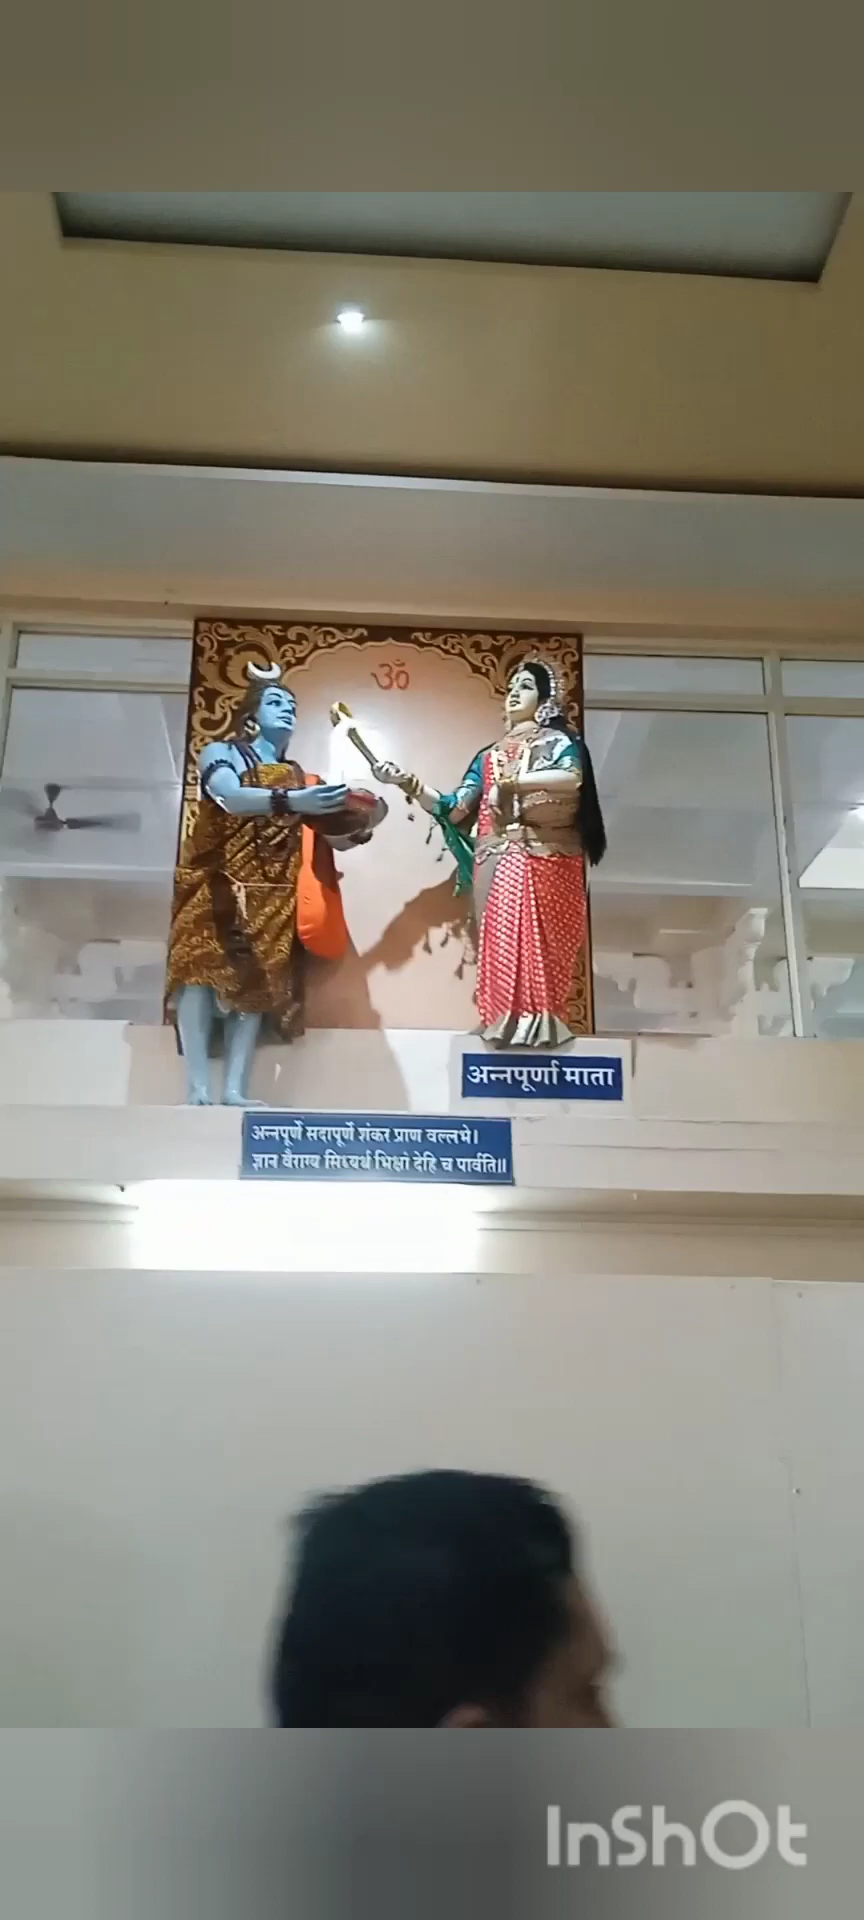 ॐ
अन्नपूर्णा माता
अन्नपूर्णे सदापूर्णे शंकर प्राण वल्लभे।
ज्ञान वैराग्य सिध्यर्थ भिक्षां देहि च पार्वति॥
InShOt